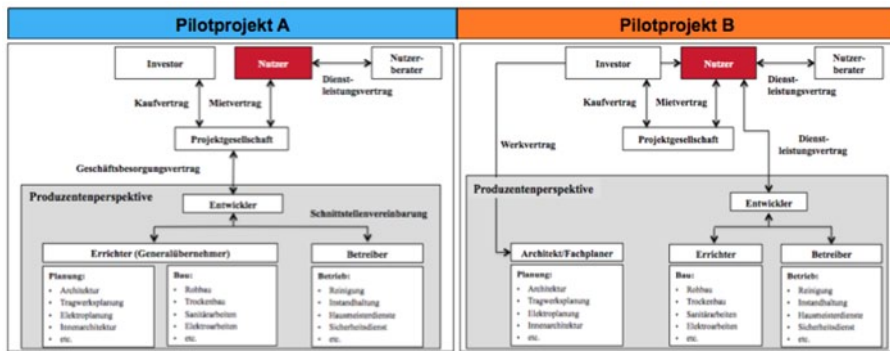 Pilotprojekt A
Investor
Nutzer
Nutzer-
berater
Dienst-
leistungsvertrag
Kaufvertrag
Mietvertrag
Projektgesellschaft
Geschäftsbesorgungsvertrag
Produzentenperspektive
Entwickler
Schnittstellenvereinbarung
Errichter (Generalübernehmer)
Betreiber
Planung:
• Architektur
• Tragwerksplanung
• Elektroplanung
• Innenarchitektur
• etc.
Bau:
• Rohbau
• Trockenbau
• Sanitärarbeiten
• Elektroarbeiten
• etc.
Betrieb:
• Reinigung
• Instandhaltung
• Hausmeisterdienste
• Sicherheitsdienst
• etc.
Pilotprojekt B
Investor
Nutzer
Nutzer-
berater
Dienst-
leistungsvertrag
Kaufvertrag
Mietvertrag
Werkvertrag
Projektgesellschaft
Dienst-
leistungsvertrag
Produzentenperspektive
Entwickler
Architekt/Fachplaner
Errichter
Betreiber
Planung:
• Architektur
• Tragwerksplanung
• Elektroplanung
• Innenarchitektur
• etc.
Bau:
• Rohbau
• Trockenbau
• Sanitärarbeiten
• Elektroarbeiten
• etc.
Betrieb:
• Reinigung
• Instandhaltung
• Hausmeisterdienste
• Sicherheitsdienst
• etc.